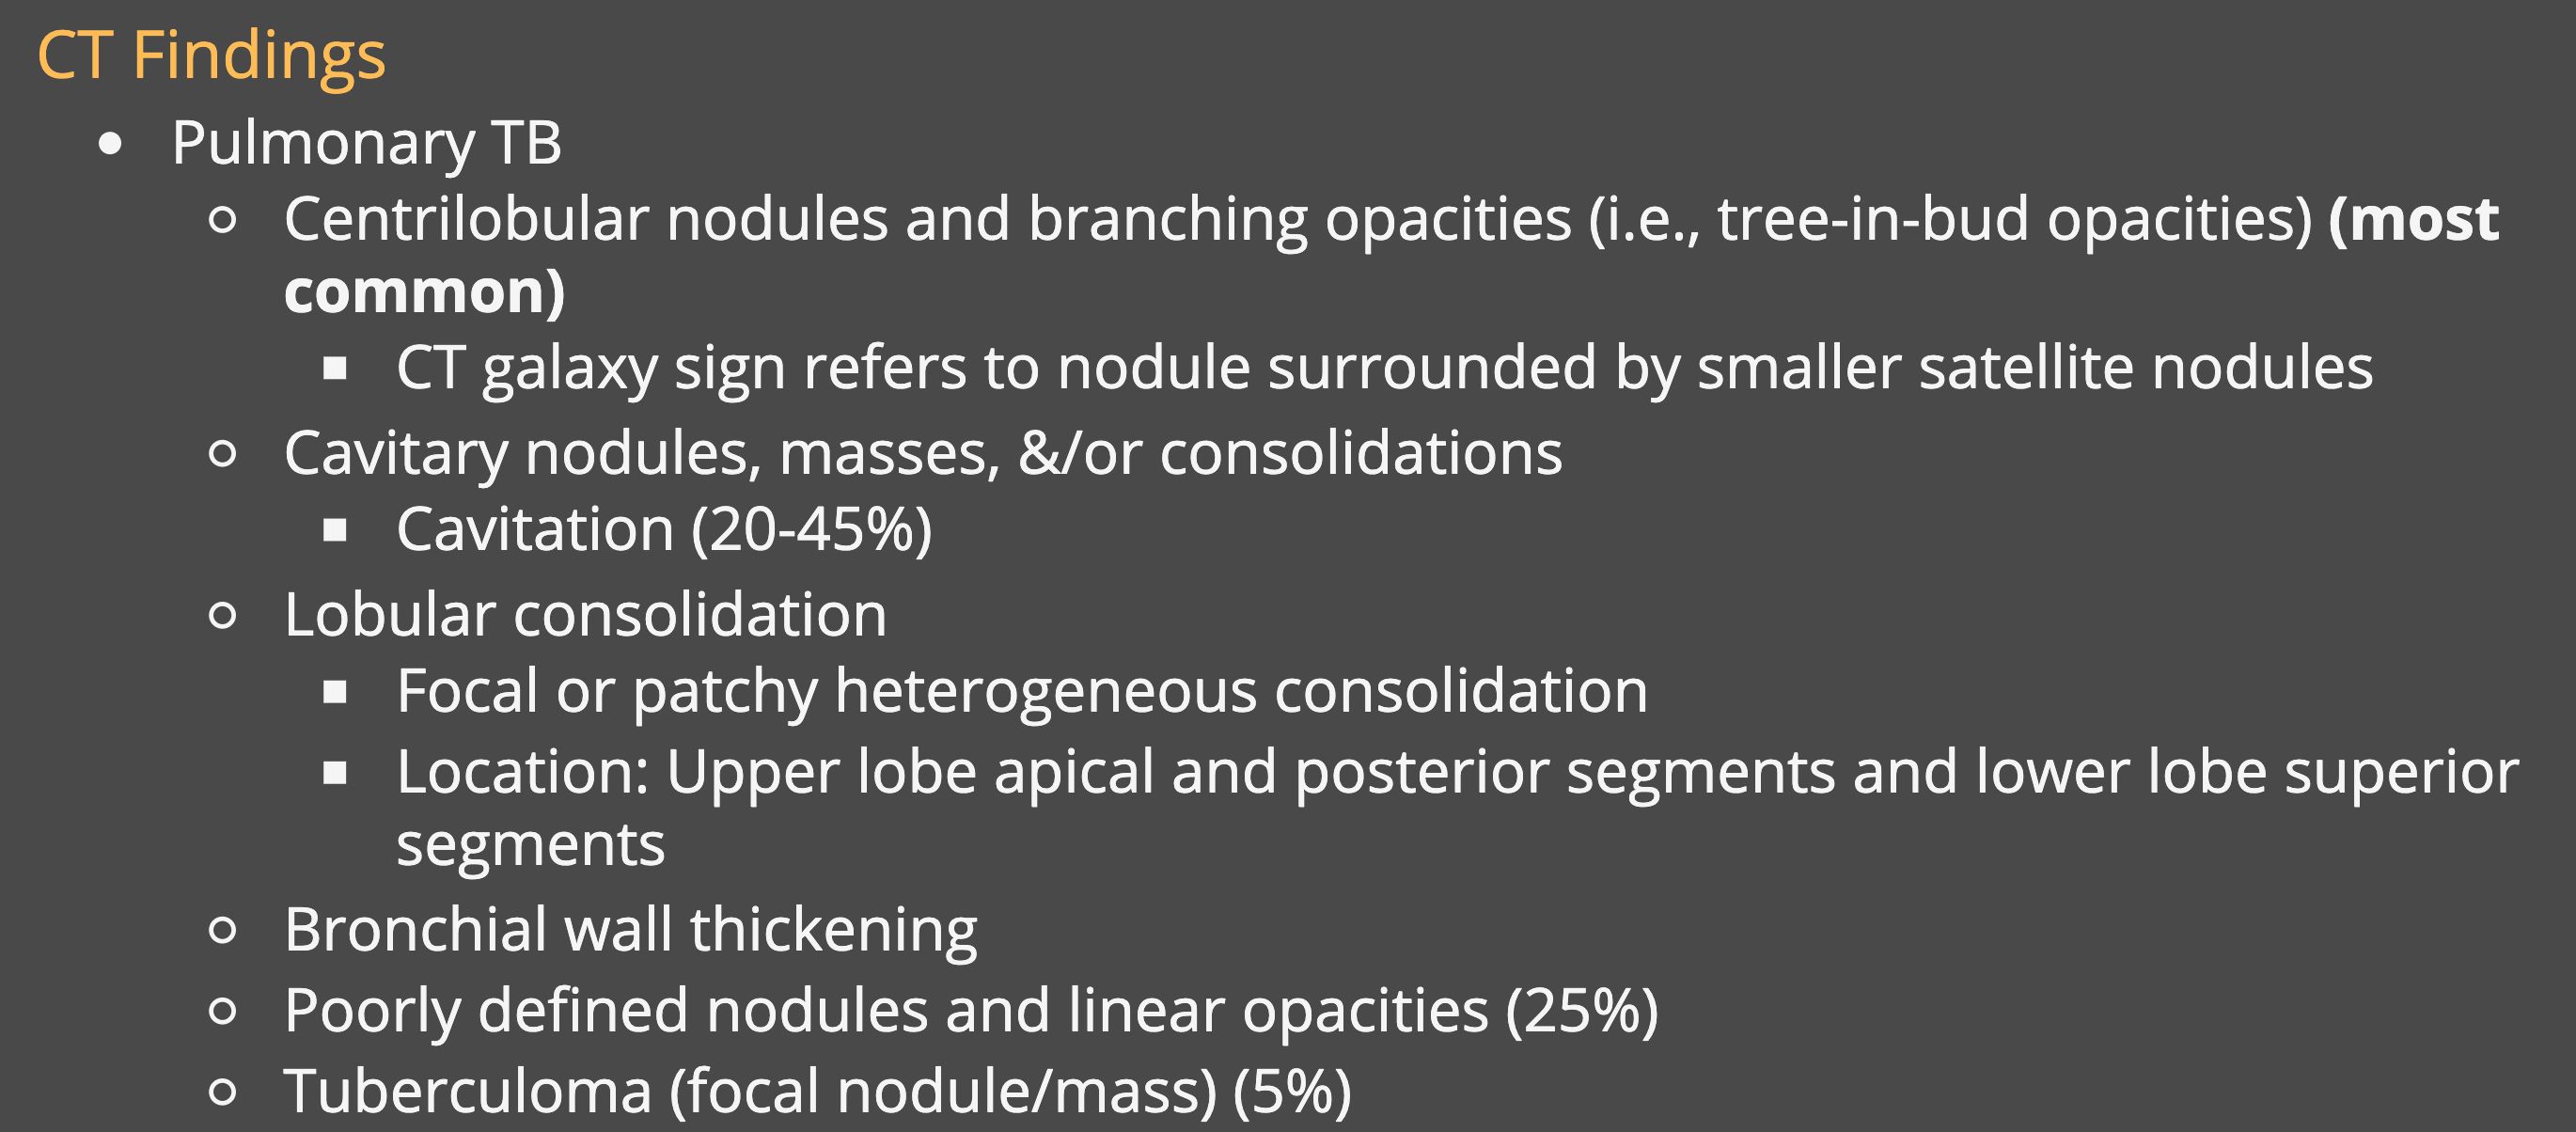 CT Findings
• Pulmonary TB
○ Centrilobular nodules and branching opacities (i.e., tree-in-bud opacities) (most
common)
▪ CT galaxy sign refers to nodule surrounded by smaller satellite nodules
○ Cavitary nodules, masses, &/or consolidations
▪ Cavitation (20-45%)
○ Lobular consolidation
▪ Focal or patchy heterogeneous consolidation
▪ Location: Upper lobe apical and posterior segments and lower lobe superior
segments
○ Bronchial wall thickening
○ Poorly defined nodules and linear opacities (25%)
○ Tuberculoma (focal nodule/mass) (5%)